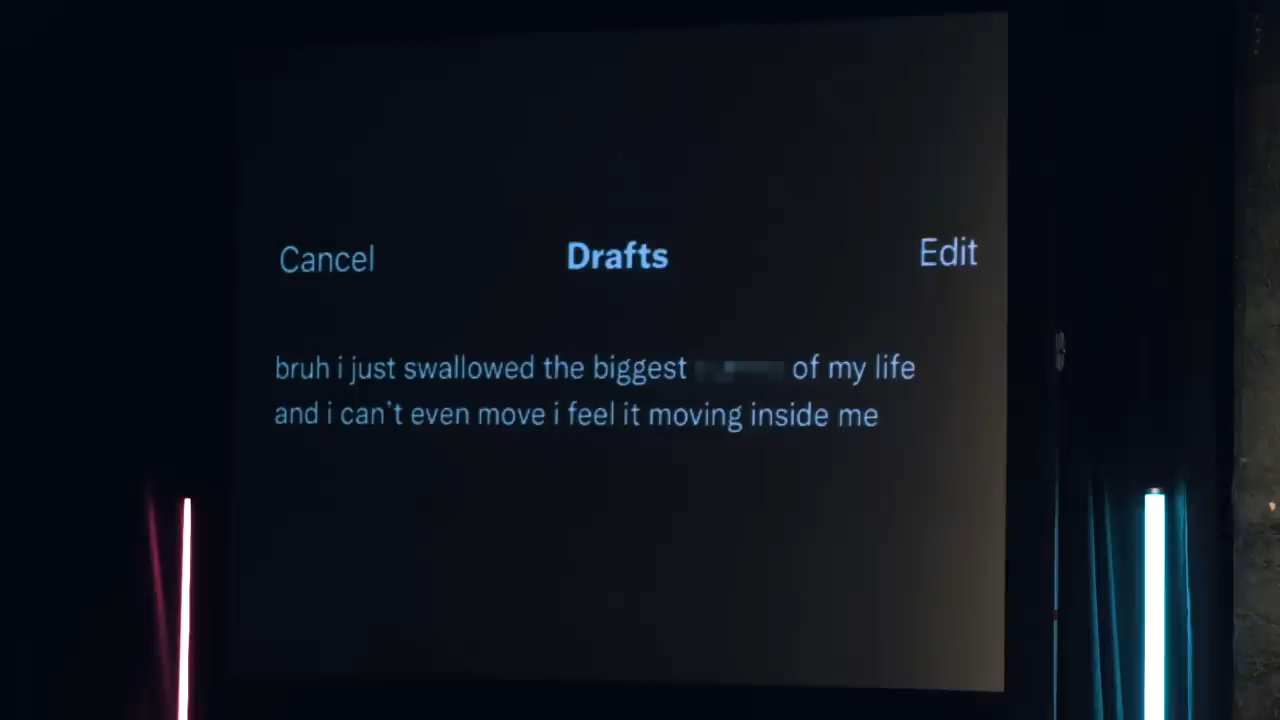 Cancel Drafts Edit
bruh i just swallowed the biggest of my life
and i can't even move i feel it moving inside me